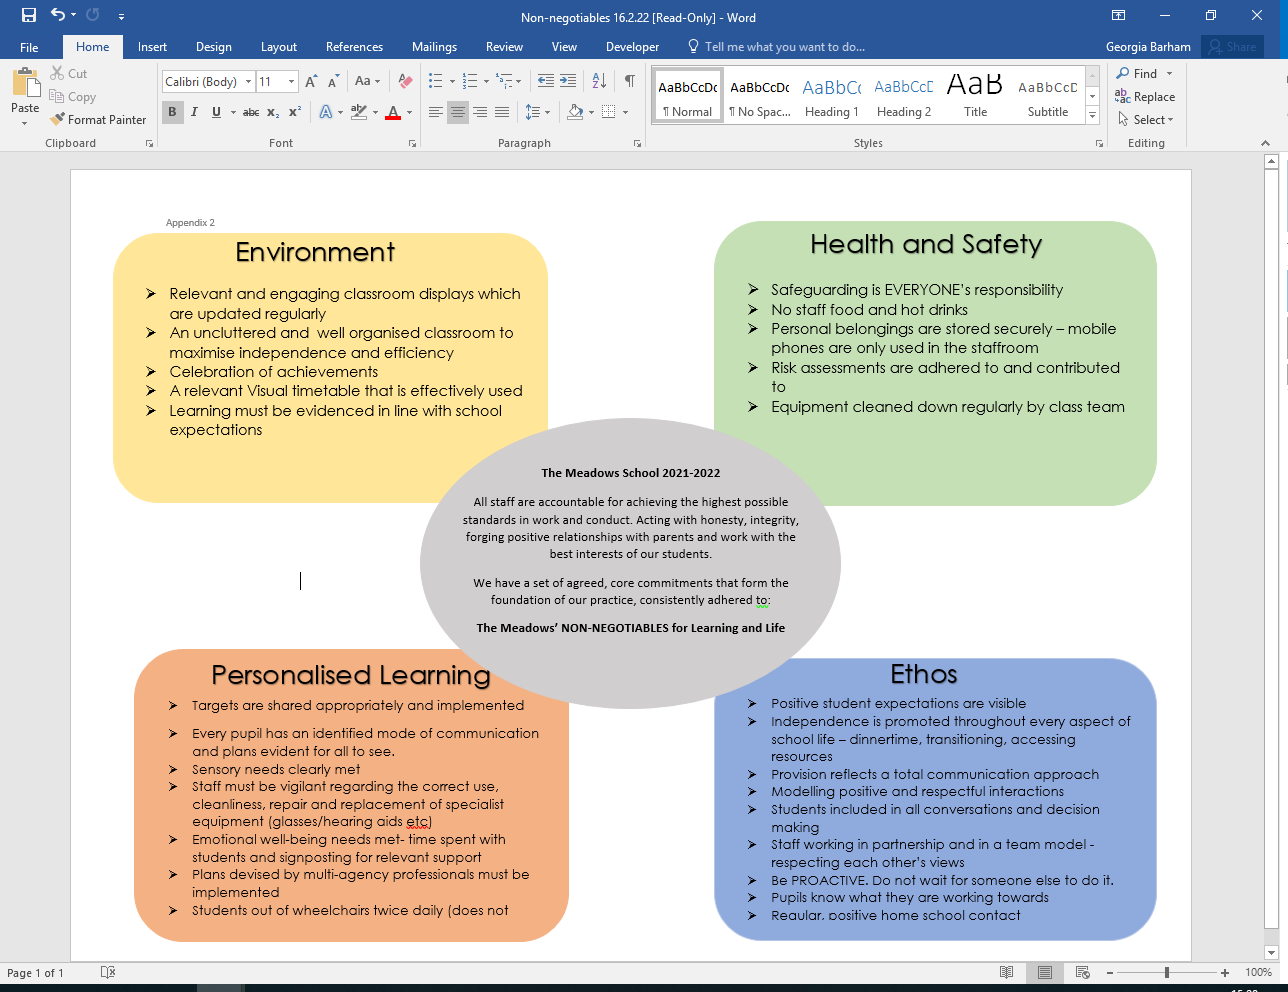 Non-negotiables 16.2.22 [Read-Only] - Word
File
Home
Insert
Design
Layout
References
Mailings
Review
View
Developer
Tell me what you want to do...
Georgia Barham
Share
Paste
Cut
Copy
Format Painter
Clipboard
Calibri (Body)
11
Aa
B I U abc x₂ x²
A
Font
Paragraph
AaBbCcDc
¶ Normal
AaBbCcDc
¶ No Spac...
AaBbCc
Heading 1
AaBbCcD
Heading 2
AaB
Title
AaBbCcD
Subtitle
Styles
Find
Replace
Select
Editing
Appendix 2
Environment
➢ Relevant and engaging classroom displays which
are updated regularly
➢ An uncluttered and  well organised classroom to
maximise independence and efficiency
➢ Celebration of achievements
➢ A relevant Visual timetable that is effectively used
➢ Learning must be evidenced in line with school
expectations
Health and Safety
➢ Safeguarding is EVERYONE’s responsibility
➢ No staff food and hot drinks
➢ Personal belongings are stored securely – mobile
phones are only used in the staffroom
➢ Risk assessments are adhered to and contributed
to
➢ Equipment cleaned down regularly by class team
The Meadows School 2021-2022
All staff are accountable for achieving the highest possible
standards in work and conduct. Acting with honesty, integrity,
forging positive relationships with parents and work with the
best interests of our students.
We have a set of agreed, core commitments that form the
foundation of our practice, consistently adhered to:
The Meadows’ NON-NEGOTIABLES for Learning and Life
Personalised Learning
➢ Targets are shared appropriately and implemented
➢ Every pupil has an identified mode of communication
and plans evident for all to see.
➢ Sensory needs clearly met
➢ Staff must be vigilant regarding the correct use,
cleanliness, repair and replacement of specialist
equipment (glasses/hearing aids etc)
➢ Emotional well-being needs met- time spent with
students and signposting for relevant support
➢ Plans devised by multi-agency professionals must be
implemented
➢ Students out of wheelchairs twice daily (does not
Ethos
➢ Positive student expectations are visible
➢ Independence is promoted throughout every aspect of
school life – dinnertime, transitioning, accessing
resources
➢ Provision reflects a total communication approach
➢ Modelling positive and respectful interactions
➢ Students included in all conversations and decision
making
➢ Staff working in partnership and in a team model -
respecting each other’s views
➢ Be PROACTIVE. Do not wait for someone else to do it.
➢ Pupils know what they are working towards
➢ Regular, positive home school contact
Page 1 of 1
100%